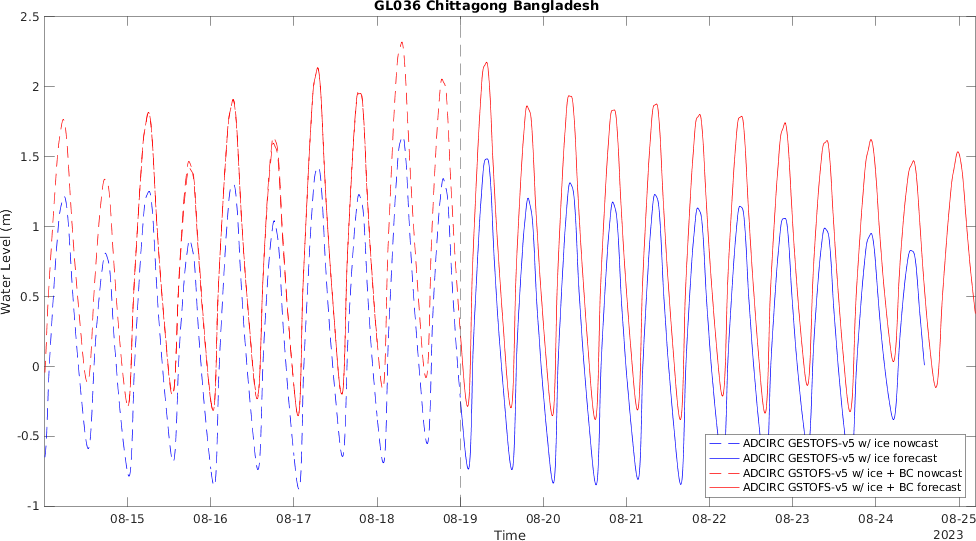 GL036 Chittagong Bangladesh
2.5
2
1.5
1
0.5
0
-0.5
-1
Water Level (m)
08-15 08-16 08-17 08-18 08-19 08-20 08-21 08-22 08-23 08-24 08-25
Time
2023
ADCIRC GESTOFS-v5 w/ ice nowcast
ADCIRC GESTOFS-v5 w/ ice forecast
ADCIRC GSTOFS-v5 w/ ice + BC nowcast
ADCIRC GSTOFS-v5 w/ ice + BC forecast